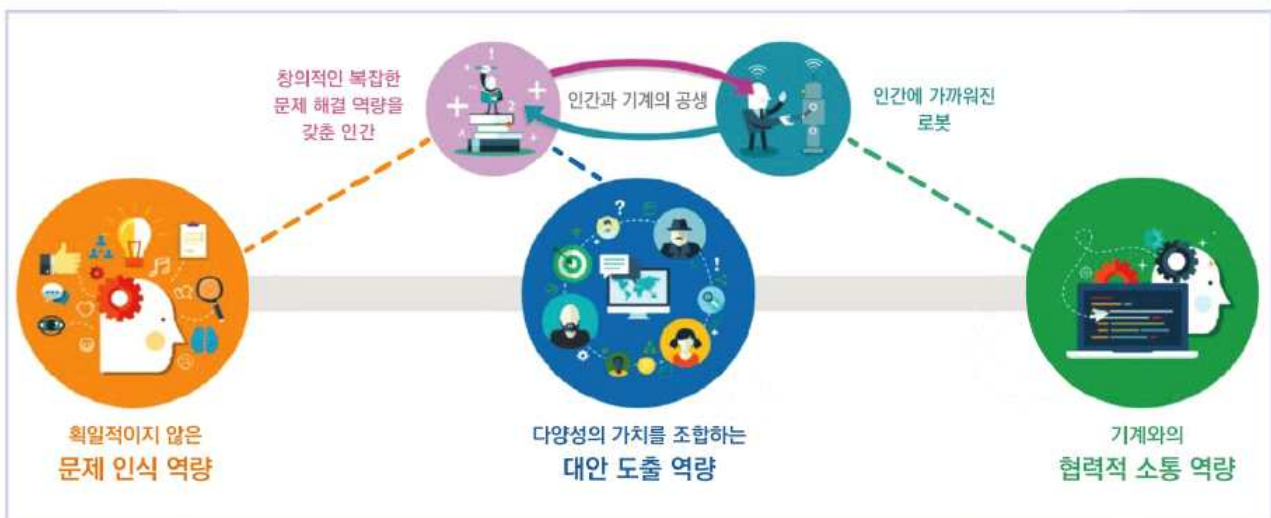 창의적인 복잡한
문제 해결 역량을
갖춘 인간
인간과 기계의 공생
인간에 가까워진
로봇
획일적이지 않은
문제 인식 역량
다양성의 가치를 조합하는
대안 도출 역량
기계와의
협력적 소통 역량